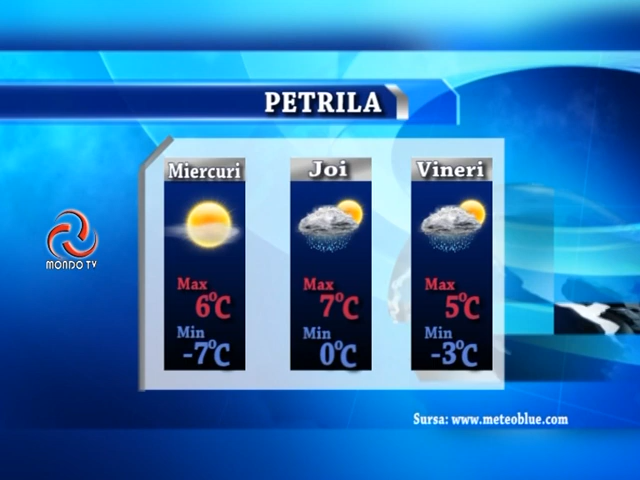 PETRILA
Miercuri
Max
6°C
Min
-7°C
Joi
Max
7°C
Min
0°C
Vineri
Max
5°C
Min
-3°C
MONDO TV
Sursa: www.meteoblue.com